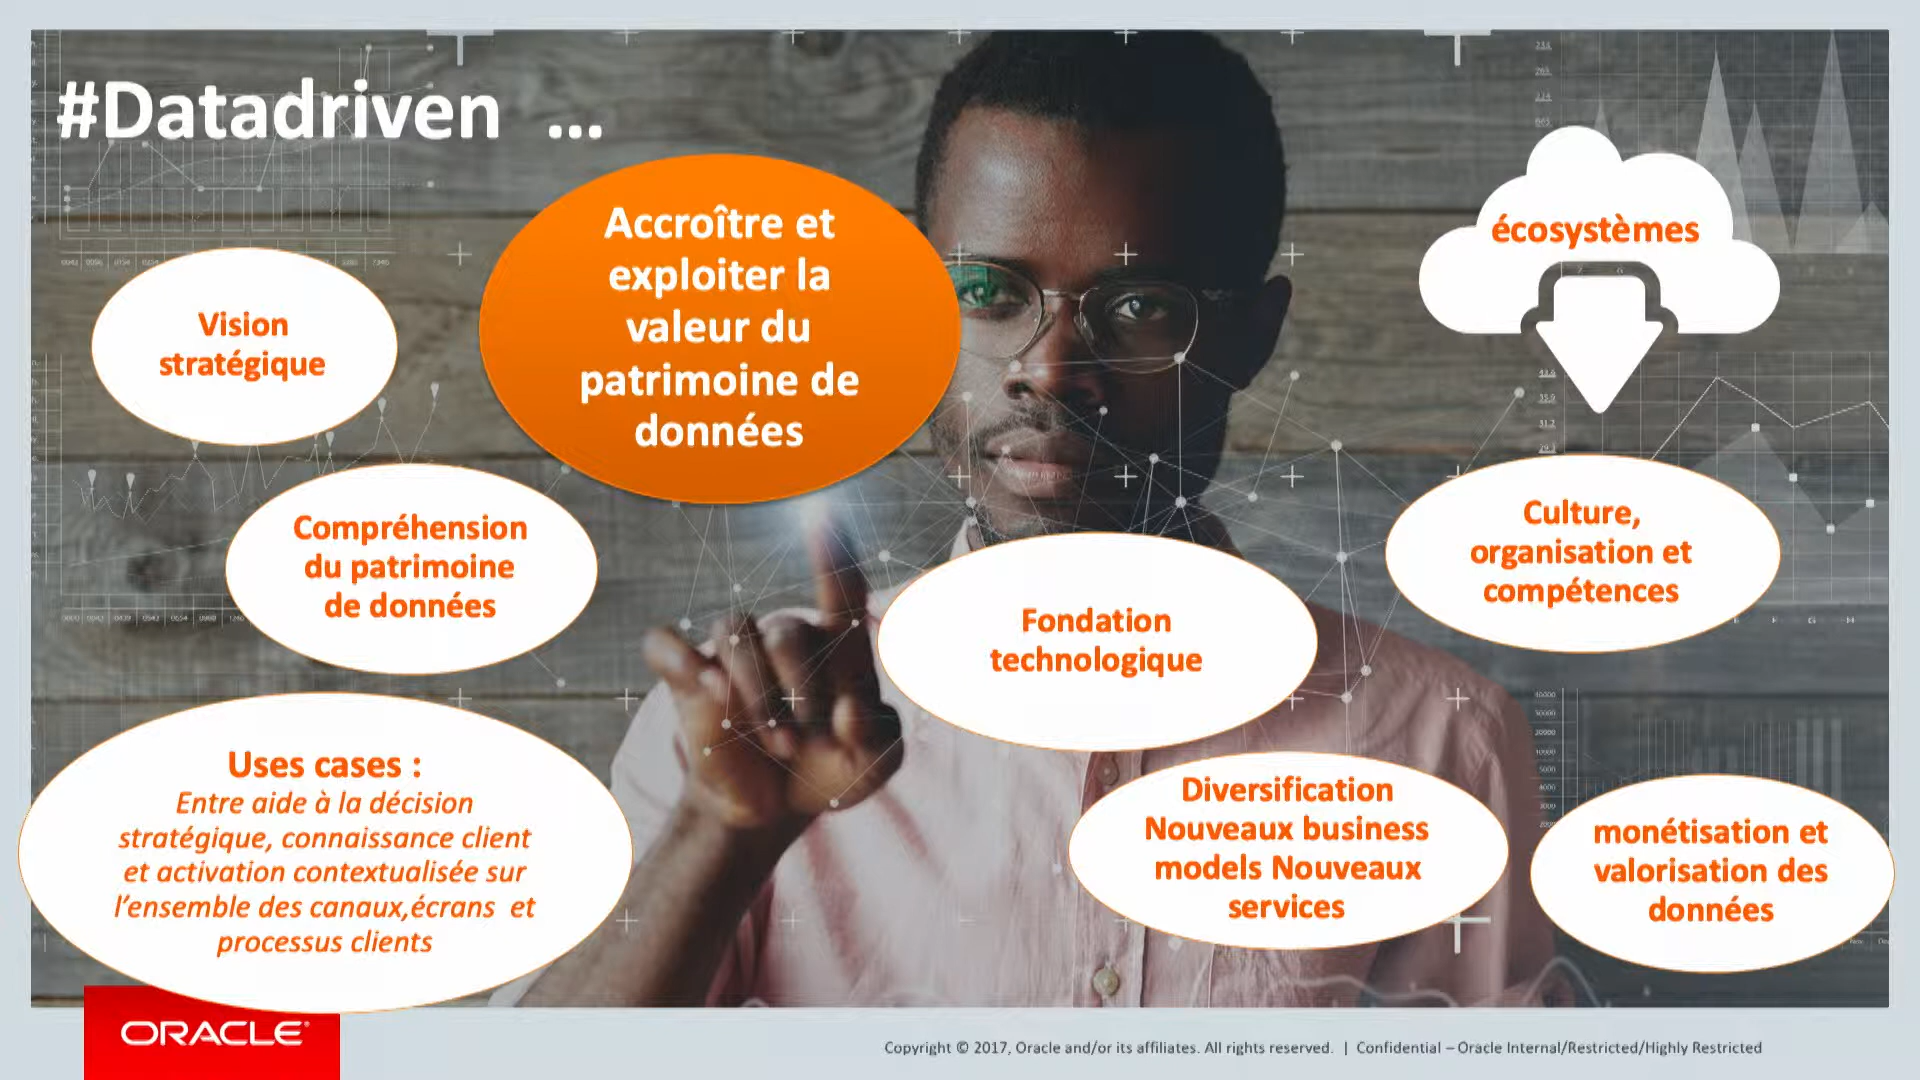 #Datadriven ...
Accroître et
exploiter la
valeur du
patrimoine de
données
écosystèmes
Vision
stratégique
Compréhension
du patrimoine
de données
Culture,
organisation et
compétences
Fondation
technologique
Uses cases :
Entre aide à la décision
stratégique, connaissance client
et activation contextualisée sur
l'ensemble des canaux,écrans et
processus clients
Diversification
Nouveaux business
models Nouveaux
services
monétisation et
valorisation des
données
ORACLE
Copyright © 2017, Oracle and/or its affiliates. All rights reserved. | Confidential – Oracle Internal/Restricted/Highly Restricted